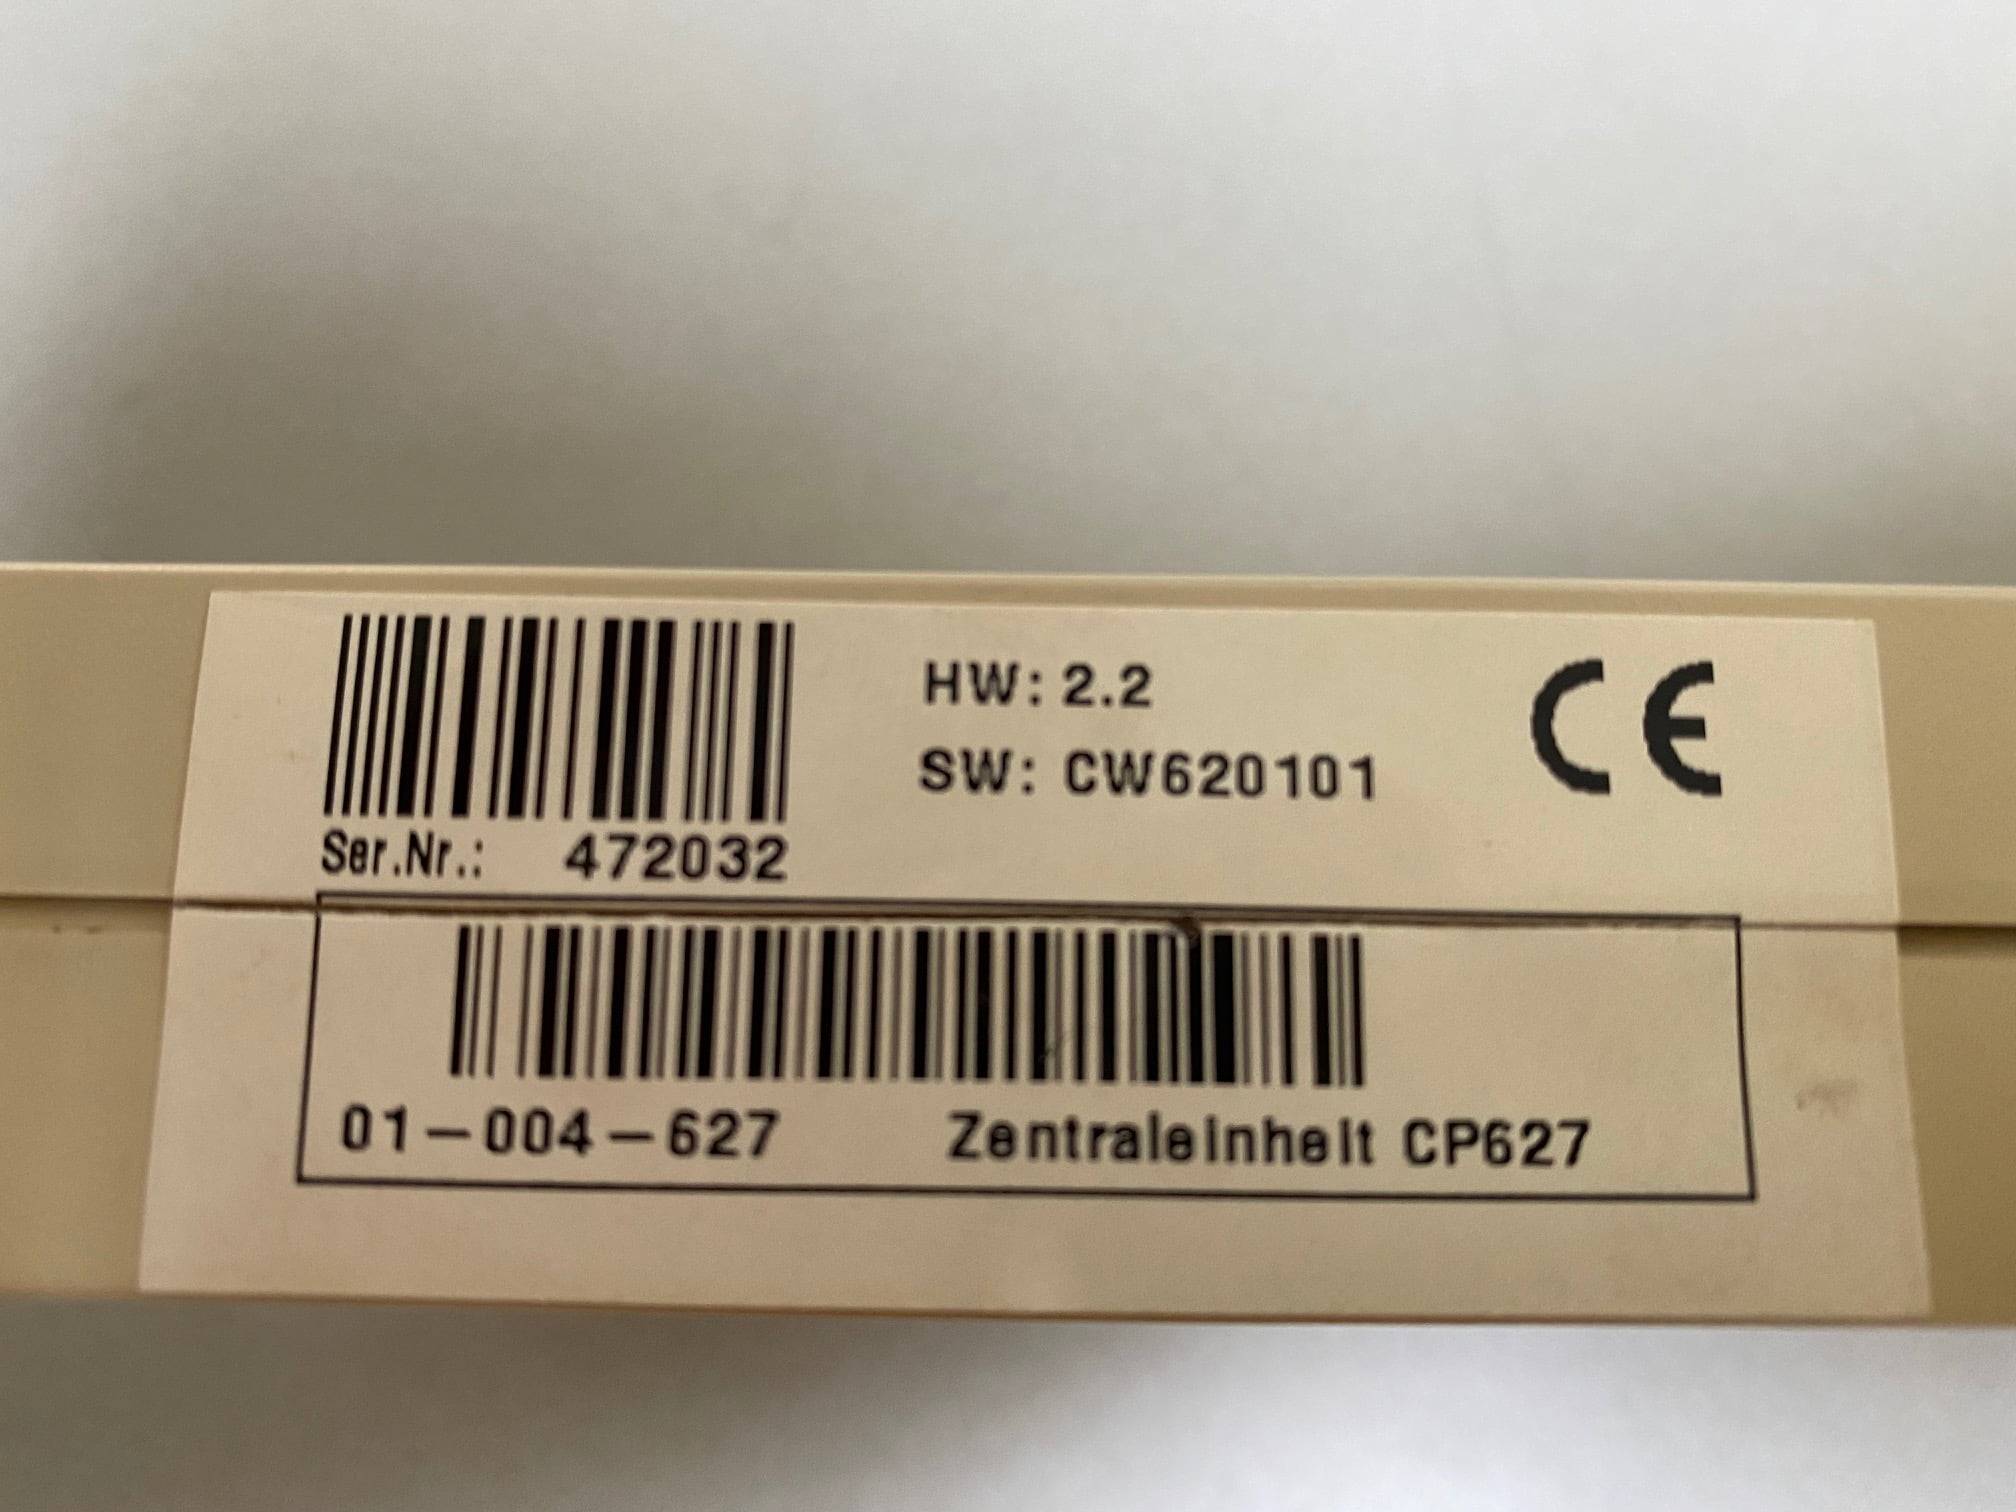 HW: 2.2
SW: CW620101
CE
Ser.Nr.: 472032
01-004-627 Zentraleinheit CP627